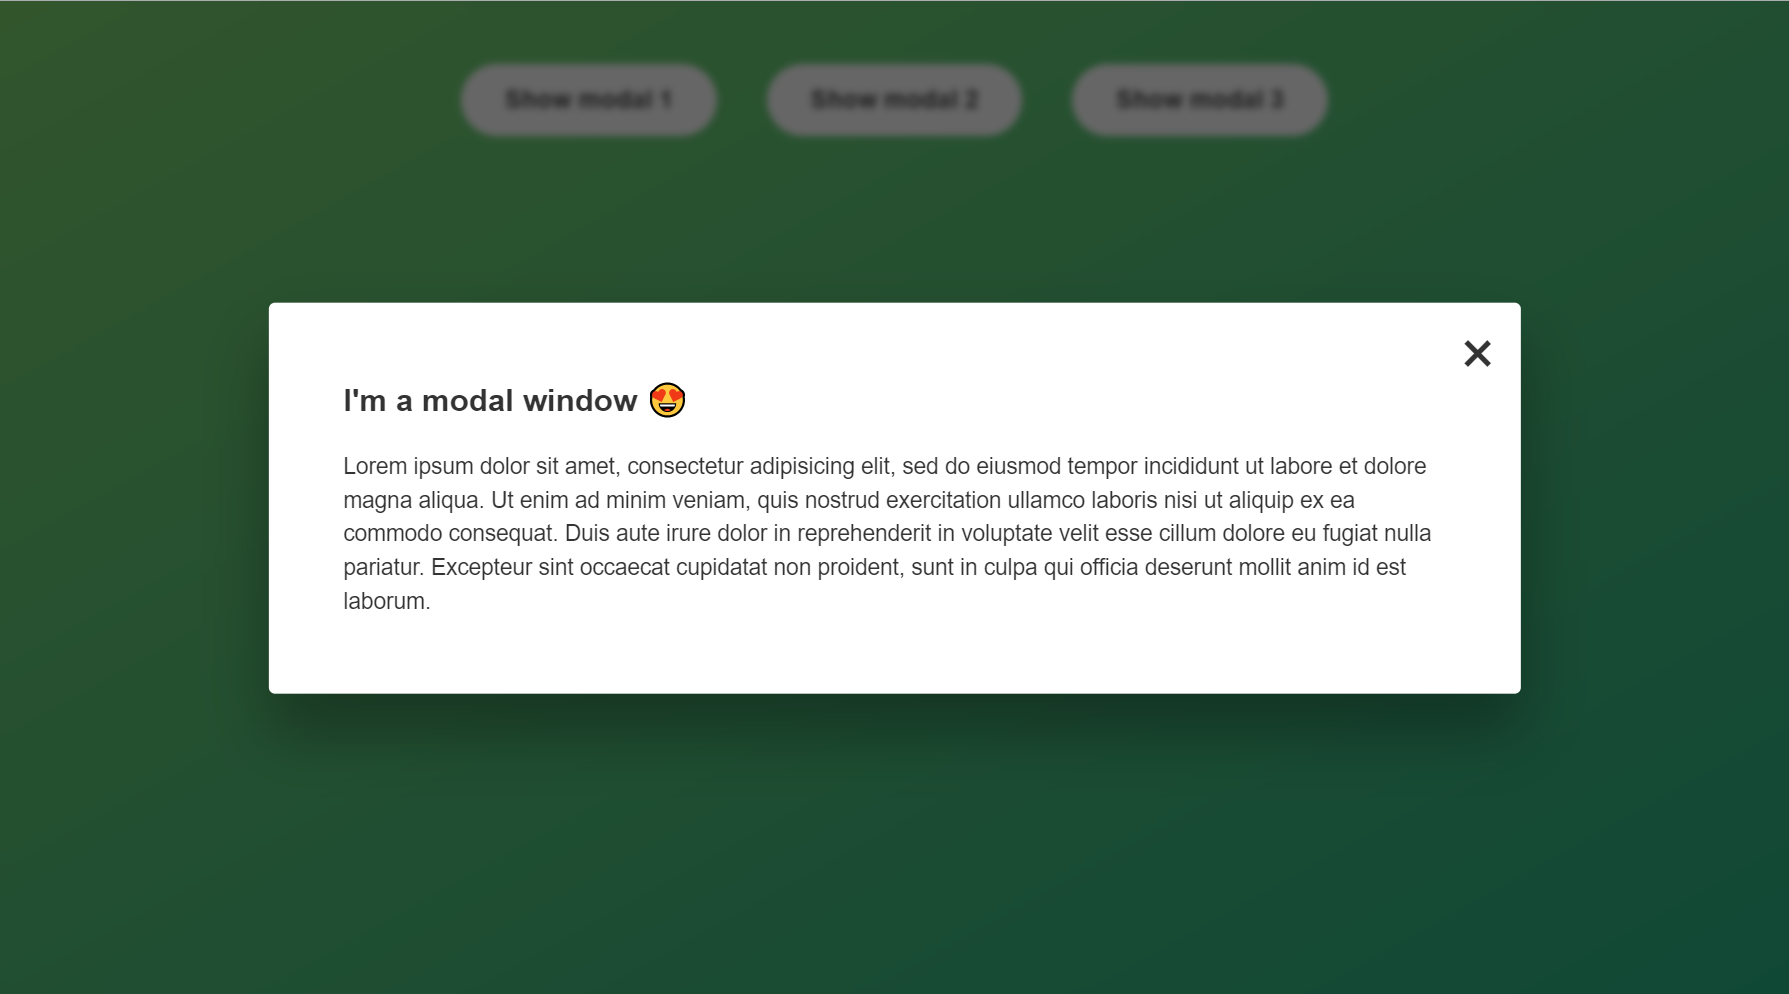 Show modal 1 Show modal 2 Show modal 3
×
I'm a modal window 😍
Lorem ipsum dolor sit amet, consectetur adipisicing elit, sed do eiusmod tempor incididunt ut labore et dolore
magna aliqua. Ut enim ad minim veniam, quis nostrud exercitation ullamco laboris nisi ut aliquip ex ea
commodo consequat. Duis aute irure dolor in reprehenderit in voluptate velit esse cillum dolore eu fugiat nulla
pariatur. Excepteur sint occaecat cupidatat non proident, sunt in culpa qui officia deserunt mollit anim id est
laborum.